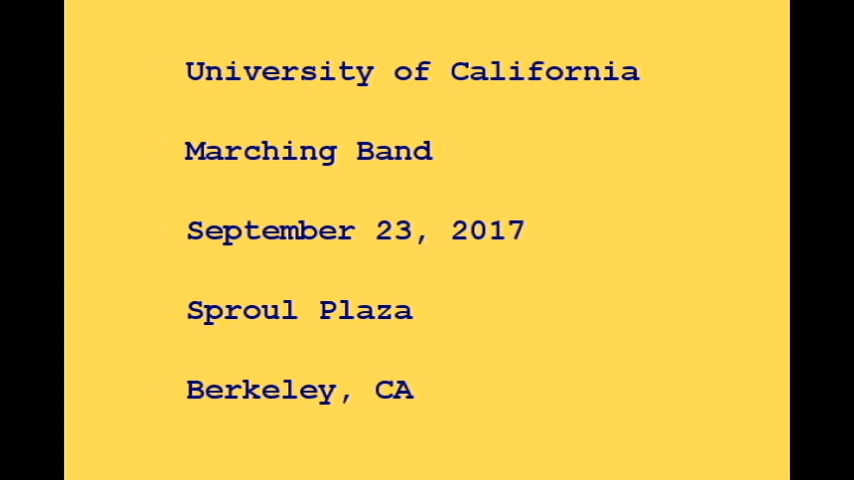 University of California
Marching Band
September 23, 2017
Sproul Plaza
Berkeley, CA